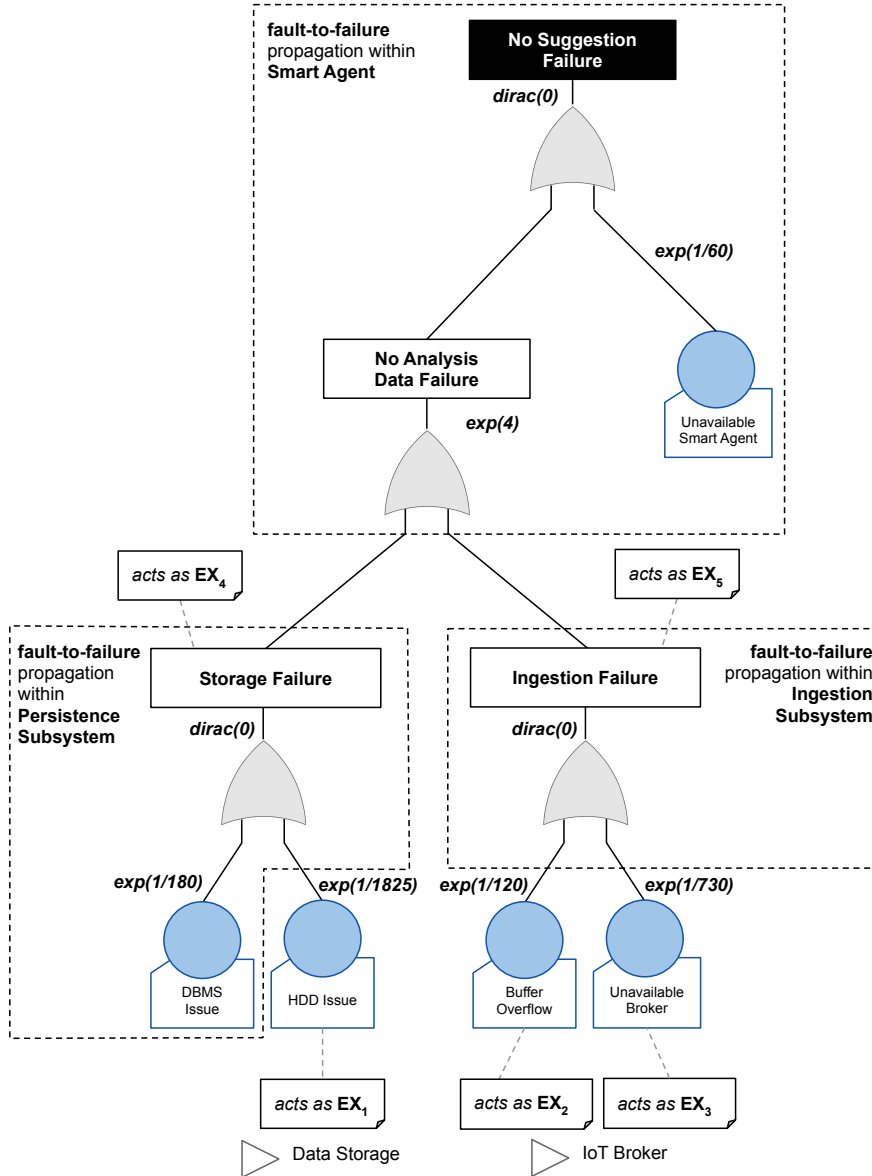 fault-to-failure
propagation within
Smart Agent
No Suggestion
Failure
dirac(0)
exp(1/60)
No Analysis
Data Failure
exp(4)
Unavailable
Smart Agent
acts as EX4
acts as EX5
fault-to-failure
propagation
within
Persistence
Subsystem
Storage Failure
dirac(0)
Ingestion Failure
dirac(0)
fault-to-failure
propagation within
Ingestion
Subsystem
exp(1/180)
exp(1/1825)
exp(1/120)
exp(1/730)
DBMS
Issue
HDD Issue
Buffer
Overflow
Unavailable
Broker
acts as EX1
acts as EX2
acts as EX3
Data Storage
IoT Broker